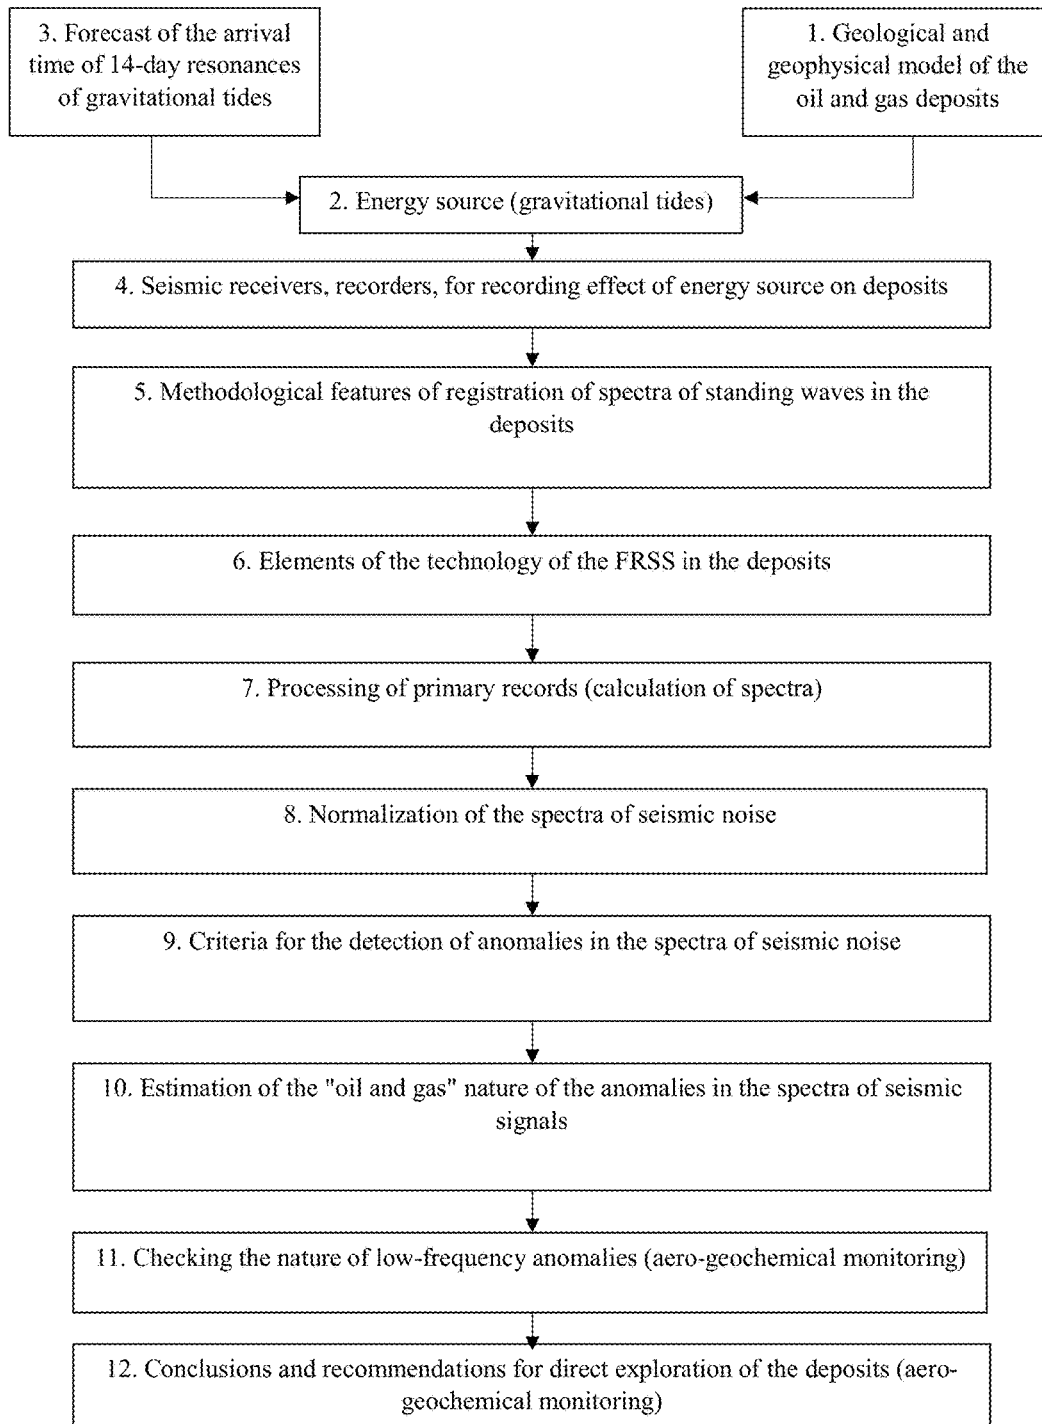 3. Forecast of the arrival
time of 14-day resonances
of gravitational tides
1. Geological and
geophysical model of the
oil and gas deposits
2. Energy source (gravitational tides)
4. Seismic receivers, recorders, for recording effect of energy source on deposits
5. Methodological features of registration of spectra of standing waves in the
deposits
6. Elements of the technology of the FRSS in the deposits
7. Processing of primary records (calculation of spectra)
8. Normalization of the spectra of seismic noise
9. Criteria for the detection of anomalies in the spectra of seismic noise
10. Estimation of the "oil and gas" nature of the anomalies in the spectra of seismic
signals
11. Checking the nature of low-frequency anomalies (aero-geochemical monitoring)
12. Conclusions and recommendations for direct exploration of the deposits (aero-
geochemical monitoring)